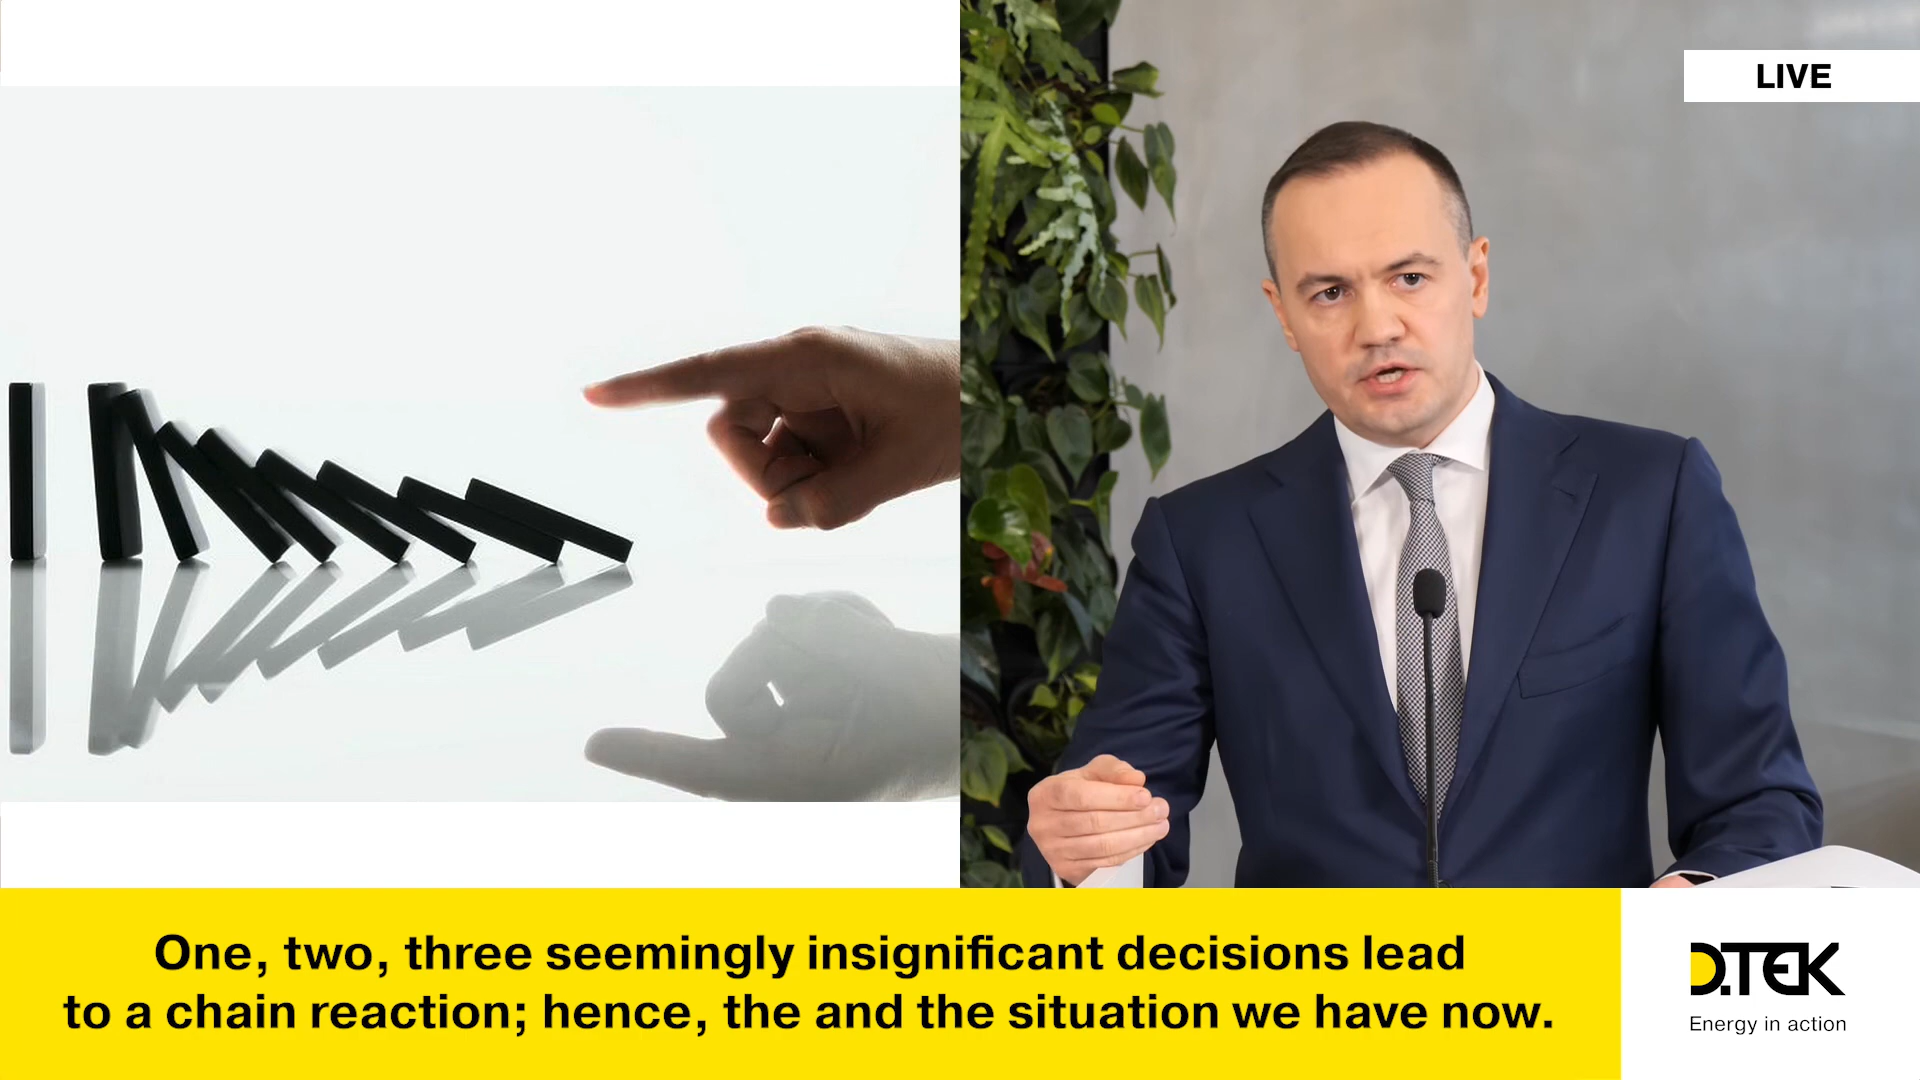 LIVE
One, two, three seemingly insignificant decisions lead
to a chain reaction; hence, the and the situation we have now.
D.TEK
Energy in action